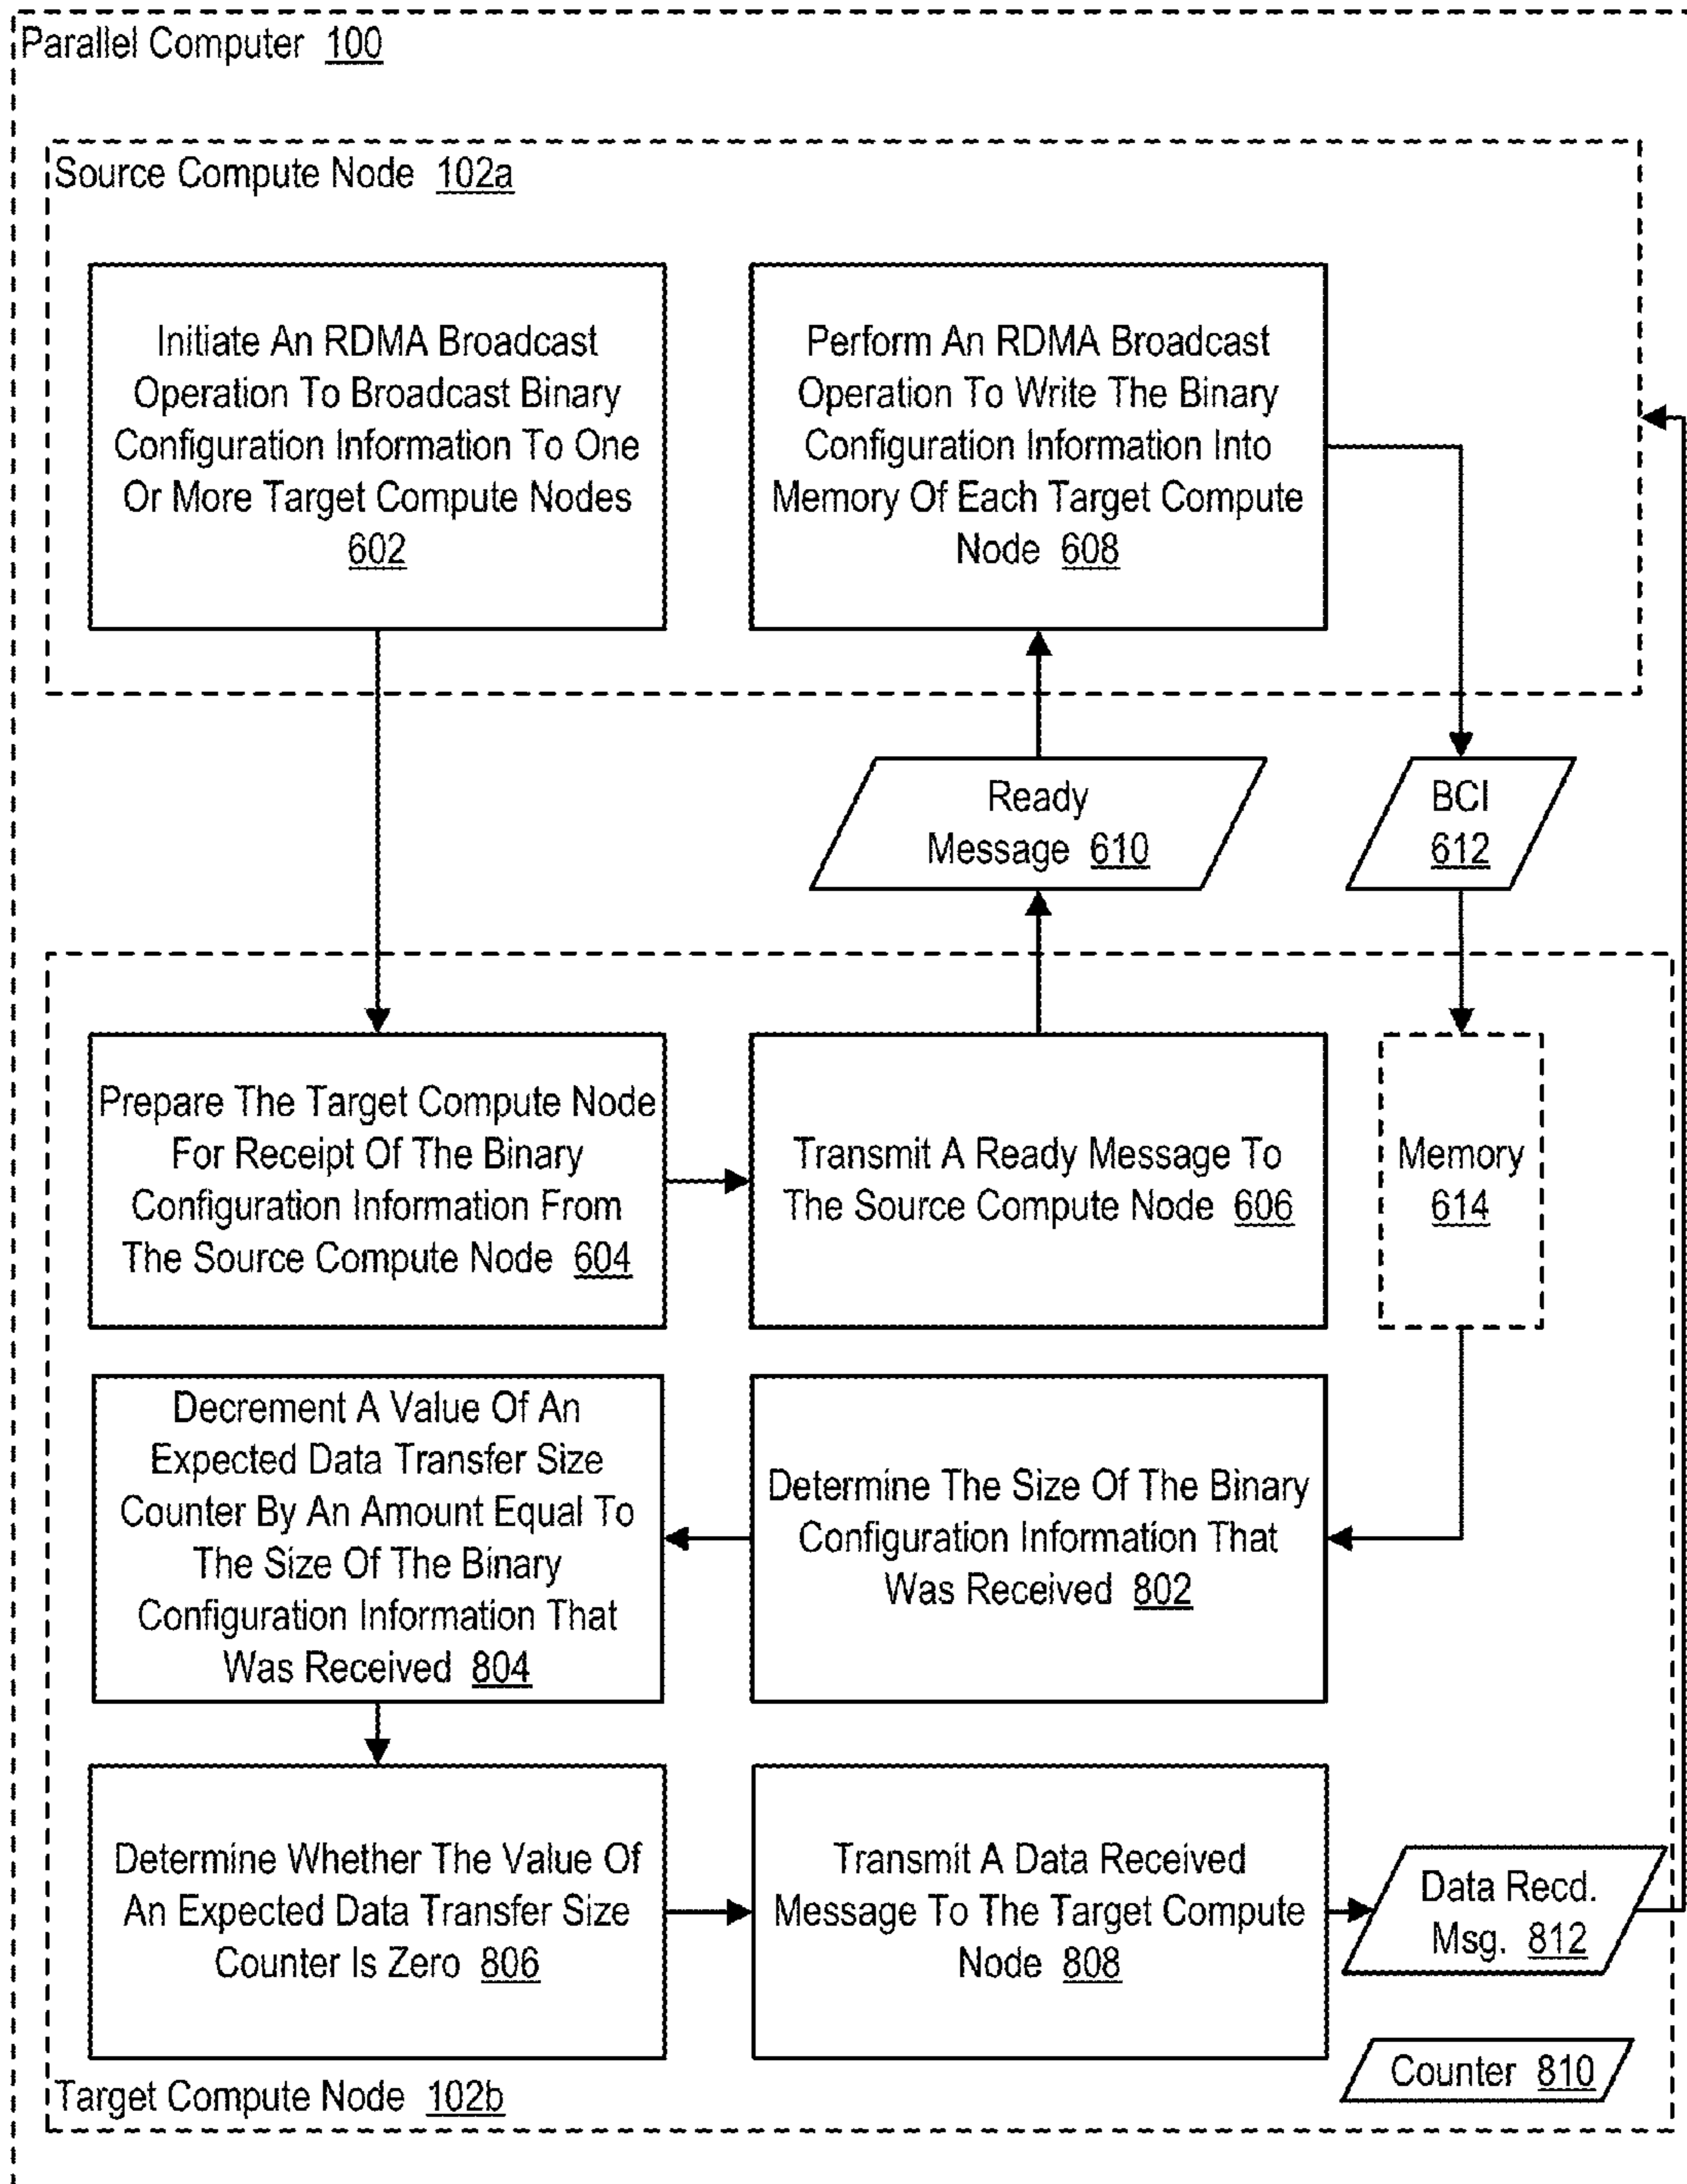 Parallel Computer 100
Source Compute Node 102a
Initiate An RDMA Broadcast
Operation To Broadcast Binary
Configuration Information To One
Or More Target Compute Nodes
602
Perform An RDMA Broadcast
Operation To Write The Binary
Configuration Information Into
Memory Of Each Target Compute
Node 608
Ready
Message 610
BCI
612
Prepare The Target Compute Node
For Receipt Of The Binary
Configuration Information From
The Source Compute Node 604
Transmit A Ready Message To
The Source Compute Node 606
Memory
614
Decrement A Value Of An
Expected Data Transfer Size
Counter By An Amount Equal To
The Size Of The Binary
Configuration Information That
Was Received 804
Determine The Size Of The Binary
Configuration Information That
Was Received 802
Determine Whether The Value Of
An Expected Data Transfer Size
Counter Is Zero 806
Transmit A Data Received
Message To The Target Compute
Node 808
Data Recd.
Msg. 812
Counter 810
Target Compute Node 102b